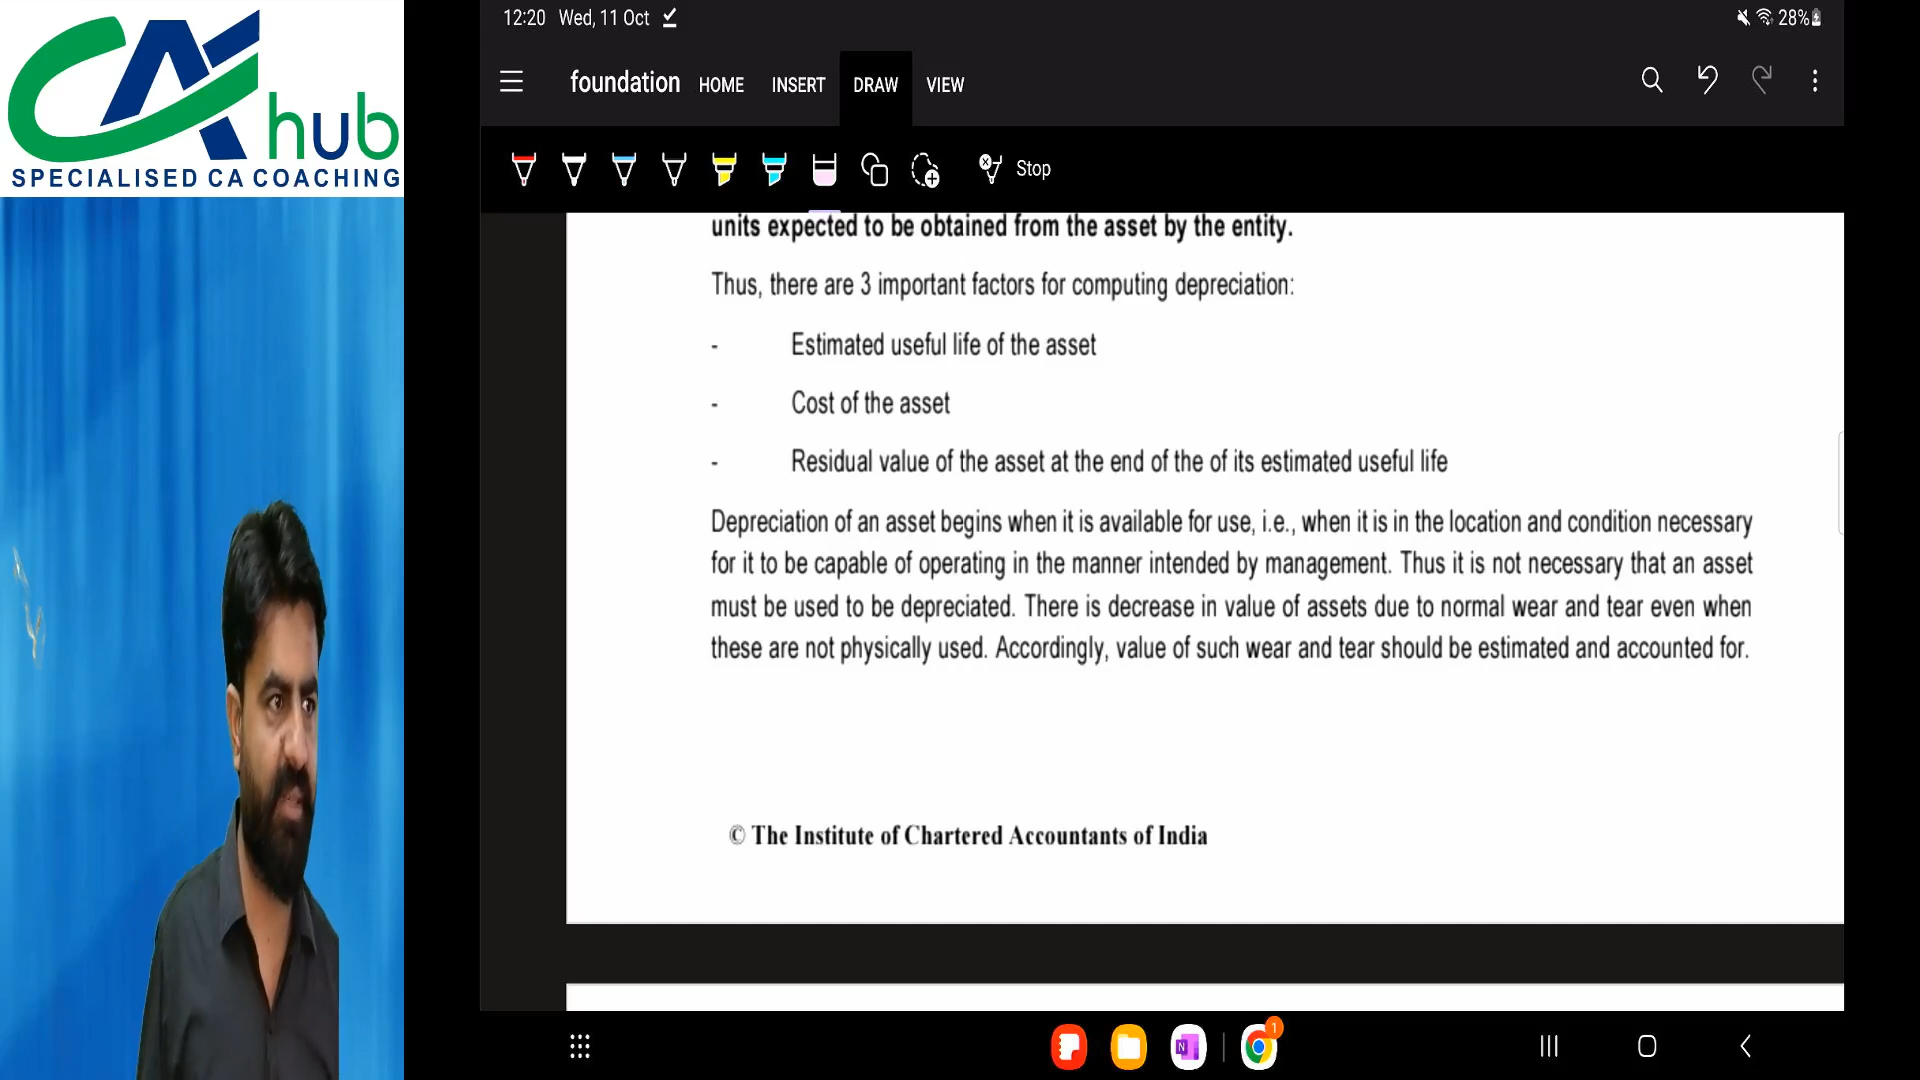 CA hub
SPECIALISED CA COACHING
12:20 Wed, 11 Oct
28%
foundation HOME INSERT DRAW VIEW
Stop
units expected to be obtained from the asset by the entity.
Thus, there are 3 important factors for computing depreciation:
- Estimated useful life of the asset
- Cost of the asset
- Residual value of the asset at the end of the of its estimated useful life
Depreciation of an asset begins when it is available for use, i.e., when it is in the location and condition necessary
for it to be capable of operating in the manner intended by management. Thus it is not necessary that an asset
must be used to be depreciated. There is decrease in value of assets due to normal wear and tear even when
these are not physically used. Accordingly, value of such wear and tear should be estimated and accounted for.
© The Institute of Chartered Accountants of India
N
1